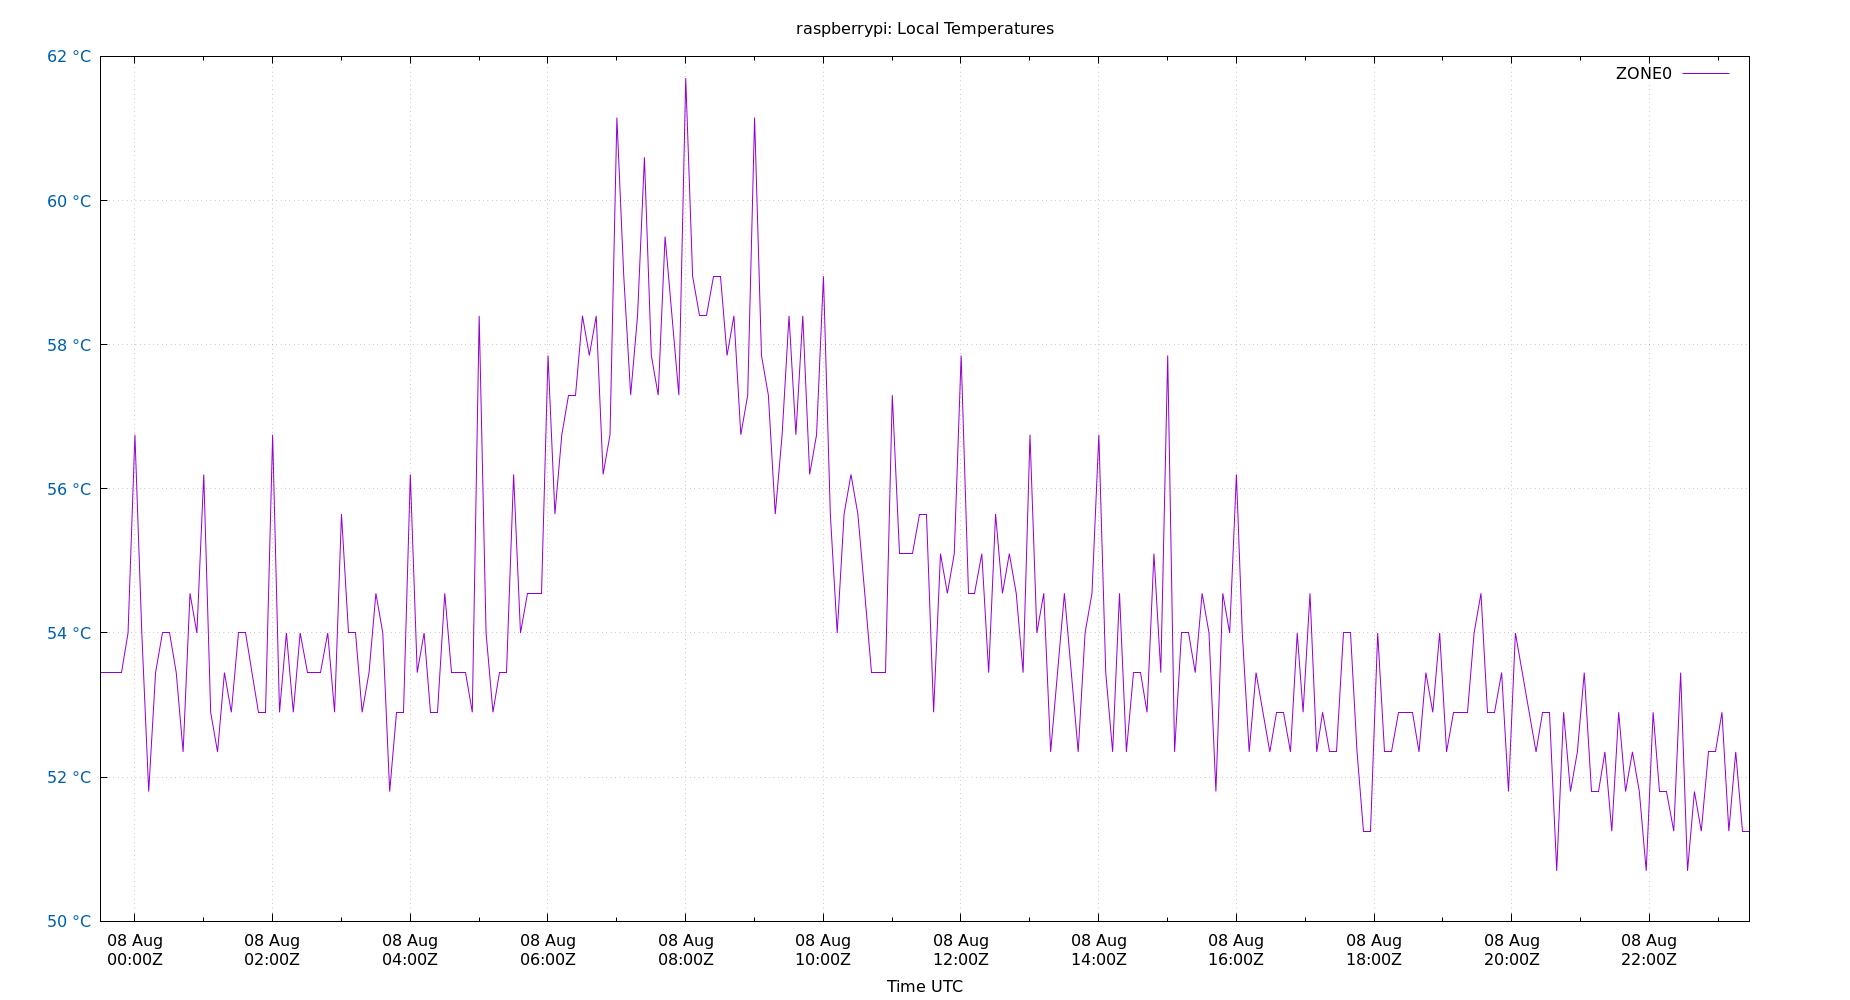 raspberrypi: Local Temperatures
ZONE0
62 °C
60 °C
58 °C
56 °C
54 °C
52 °C
50 °C
08 Aug 08 Aug 08 Aug 08 Aug 08 Aug 08 Aug 08 Aug 08 Aug 08 Aug 08 Aug 08 Aug 08 Aug
00:00Z 02:00Z 04:00Z 06:00Z 08:00Z 10:00Z 12:00Z 14:00Z 16:00Z 18:00Z 20:00Z 22:00Z
Time UTC